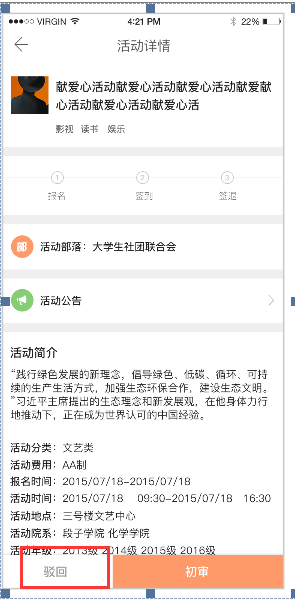 ●●●○○ VIRGIN 4:21 PM 22%
活动详情
献爱心活动献爱心活动献爱心活动献爱献
心活动献爱心活动献爱心活
影视 读书 娱乐
1 2 3
报名 签到 签退
活动部落：大学生社团联合会
活动公告
活动简介
“践行绿色发展的新理念，倡导绿色、低碳、循环、可持
续的生产生活方式，加强生态环保合作，建设生态文明。
”习近平主席提出的生态理念和新发展观，在他身体力行
地推动下，正在成为世界认可的中国经验。
活动分类：文艺类
活动费用：AA制
报名时间：2015/07/18-2015/07/18
活动时间：2015/07/18 09:30-2015/07/18 16:30
活动地点：三号楼文艺中心
活动院系：段子学院 化学学院
活动年级：2013级 2014级 2015级 2016级
驳回 初审